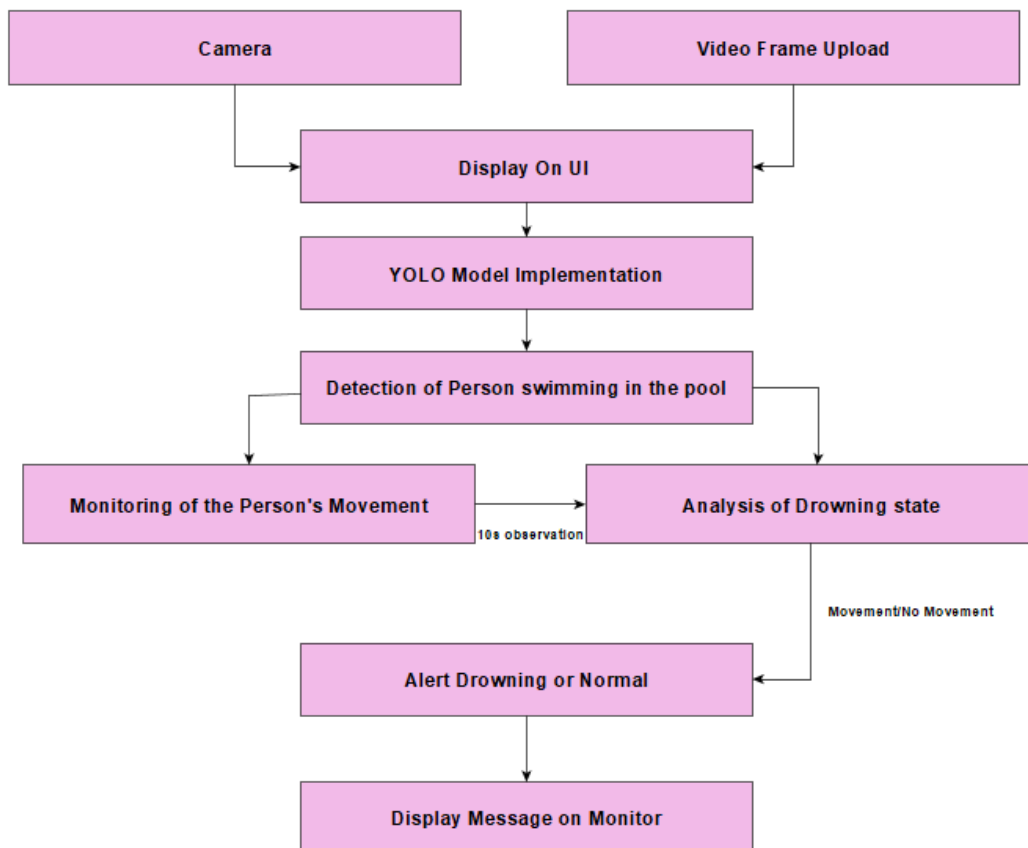 Camera
Video Frame Upload
Display On UI
YOLO Model Implementation
Detection of Person swimming in the pool
Monitoring of the Person's Movement
10s observation
Analysis of Drowning state
Movement/No Movement
Alert Drowning or Normal
Display Message on Monitor